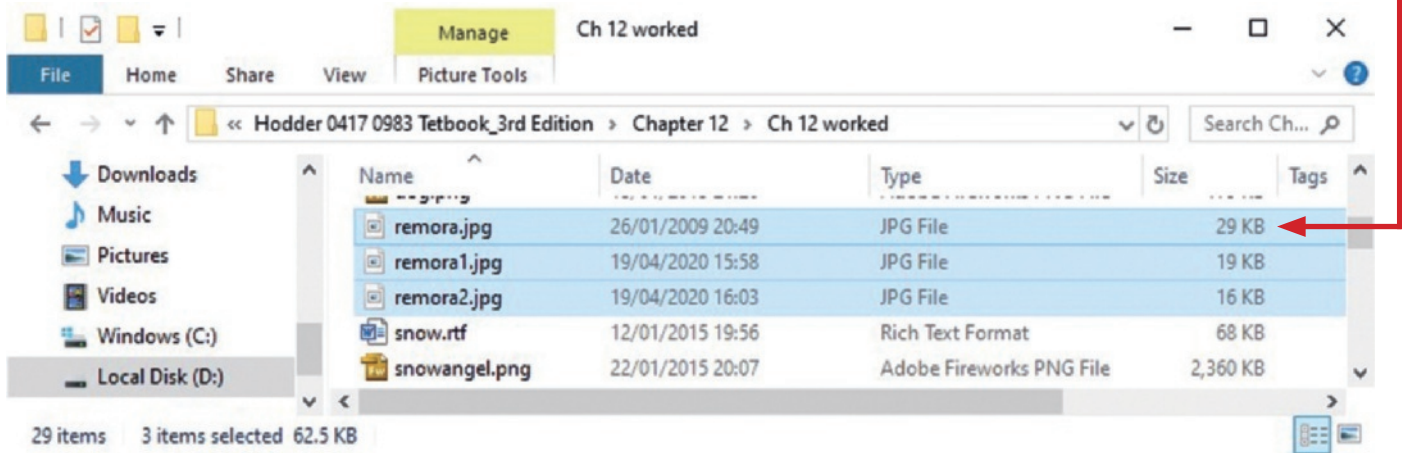 Manage Ch 12 worked
File Home Share View Picture Tools
« Hodder 0417 0983 Tetbook_3rd Edition › Chapter 12 › Ch 12 worked Search Ch...
Downloads
Music
Pictures
Videos
Windows (C:)
Local Disk (D:)
Name Date Type Size Tags
remora.jpg 26/01/2009 20:49 JPG File 29 KB
remora1.jpg 19/04/2020 15:58 JPG File 19 KB
remora2.jpg 19/04/2020 16:03 JPG File 16 KB
snow.rtf 12/01/2015 19:56 Rich Text Format 68 KB
snowangel.png 22/01/2015 20:07 Adobe Fireworks PNG File 2,360 KB
29 items 3 items selected 62.5 KB